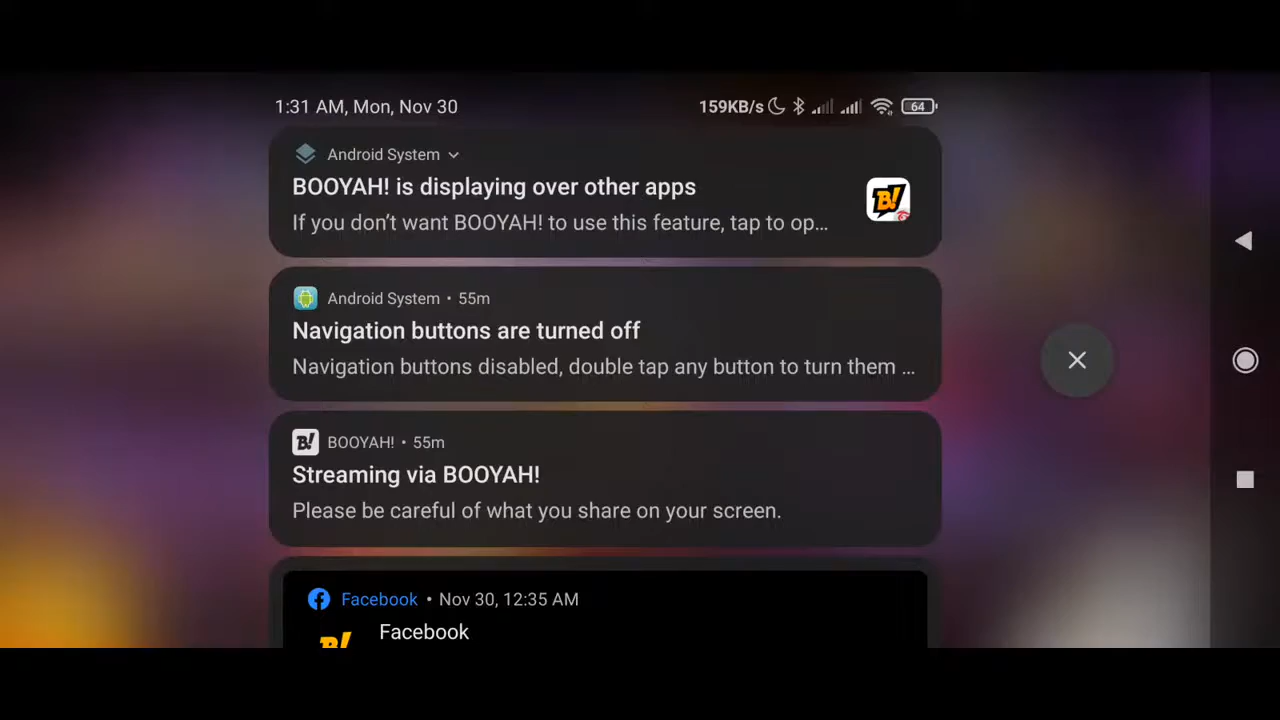 1:31 AM, Mon, Nov 30
159KB/s 64
Android System
BOOYAH! is displaying over other apps
If you don't want BOOYAH! to use this feature, tap to op...
B!
Android System • 55m
Navigation buttons are turned off
Navigation buttons disabled, double tap any button to turn them ...
B! BOOYAH! • 55m
Streaming via BOOYAH!
Please be careful of what you share on your screen.
Facebook • Nov 30, 12:35 AM
Facebook
B!